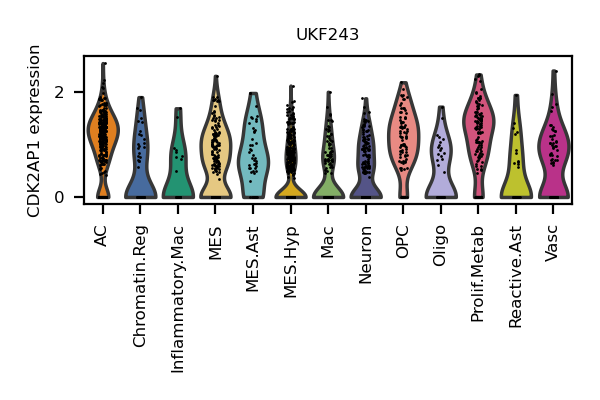 UKF243
CDK2AP1 expression
2
0
AC
Chromatin.Reg
Inflammatory.Mac
MES
MES.Ast
MES.Hyp
Mac
Neuron
OPC
Oligo
Prolif.Metab
Reactive.Ast
Vasc